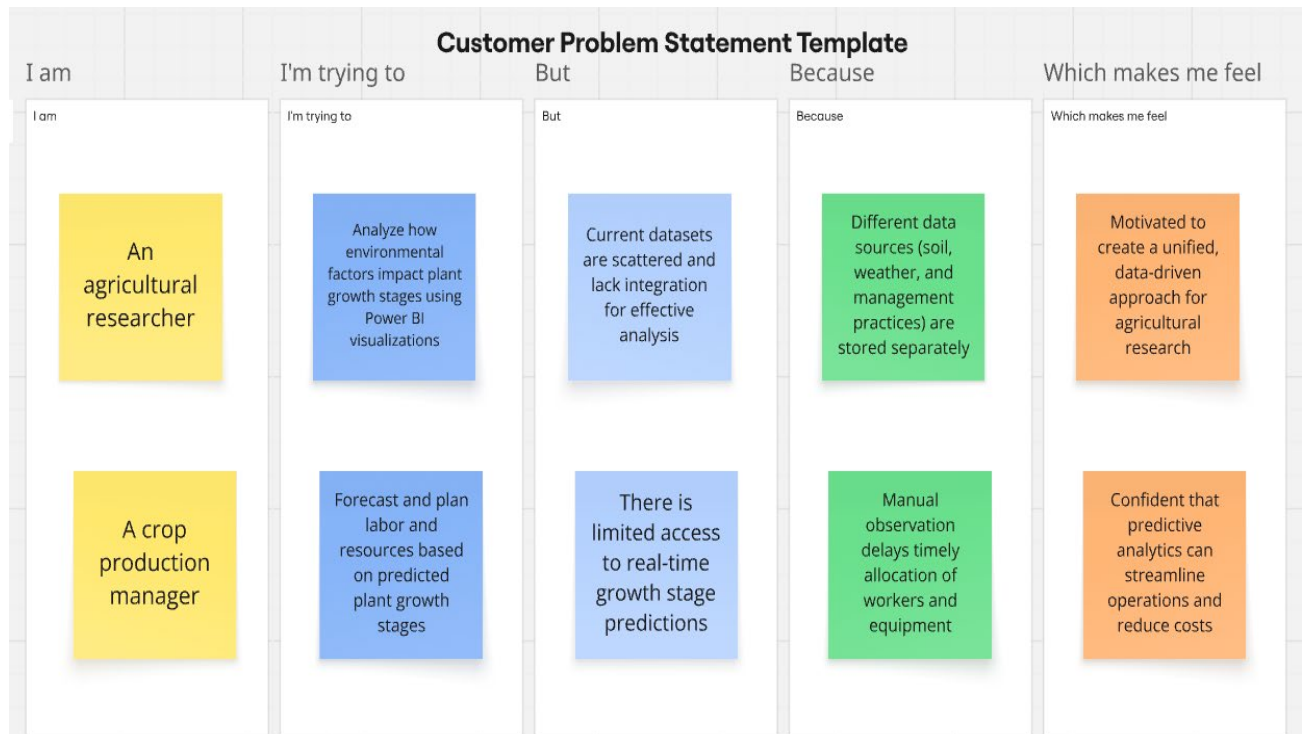 Customer Problem Statement Template
I am
I'm trying to
But
Because
Which makes me feel
I am
I'm trying to
But
Because
Which makes me feel
An
agricultural
researcher
Analyze how
environmental
factors impact plant
growth stages using
Power BI
visualizations
Current datasets
are scattered and
lack integration
for effective
analysis
Different data
sources (soil,
weather, and
management
practices) are
stored separately
Motivated to
create a unified,
data-driven
approach for
agricultural
research
A crop
production
manager
Forecast and plan
labor and
resources based
on predicted
plant growth
stages
There is
limited access
to real-time
growth stage
predictions
Manual
observation
delays timely
allocation of
workers and
equipment
Confident that
predictive
analytics can
streamline
operations and
reduce costs